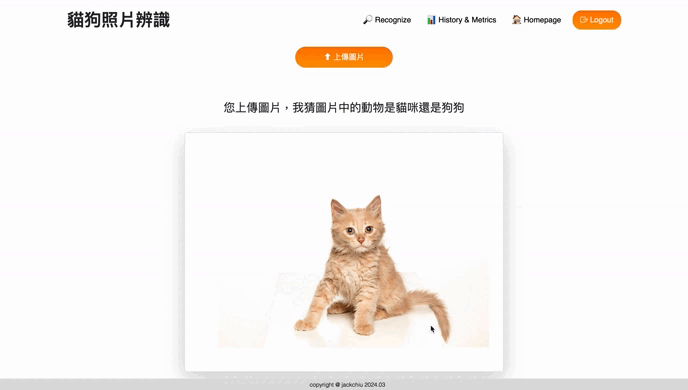 貓狗照片辨識
🔎 Recognize
📊 History & Metrics
🏠 Homepage
Logout
⬆ 上傳圖片
您上傳圖片，我猜圖片中的動物是貓咪還是狗狗
copyright @ jackchiu 2024.03